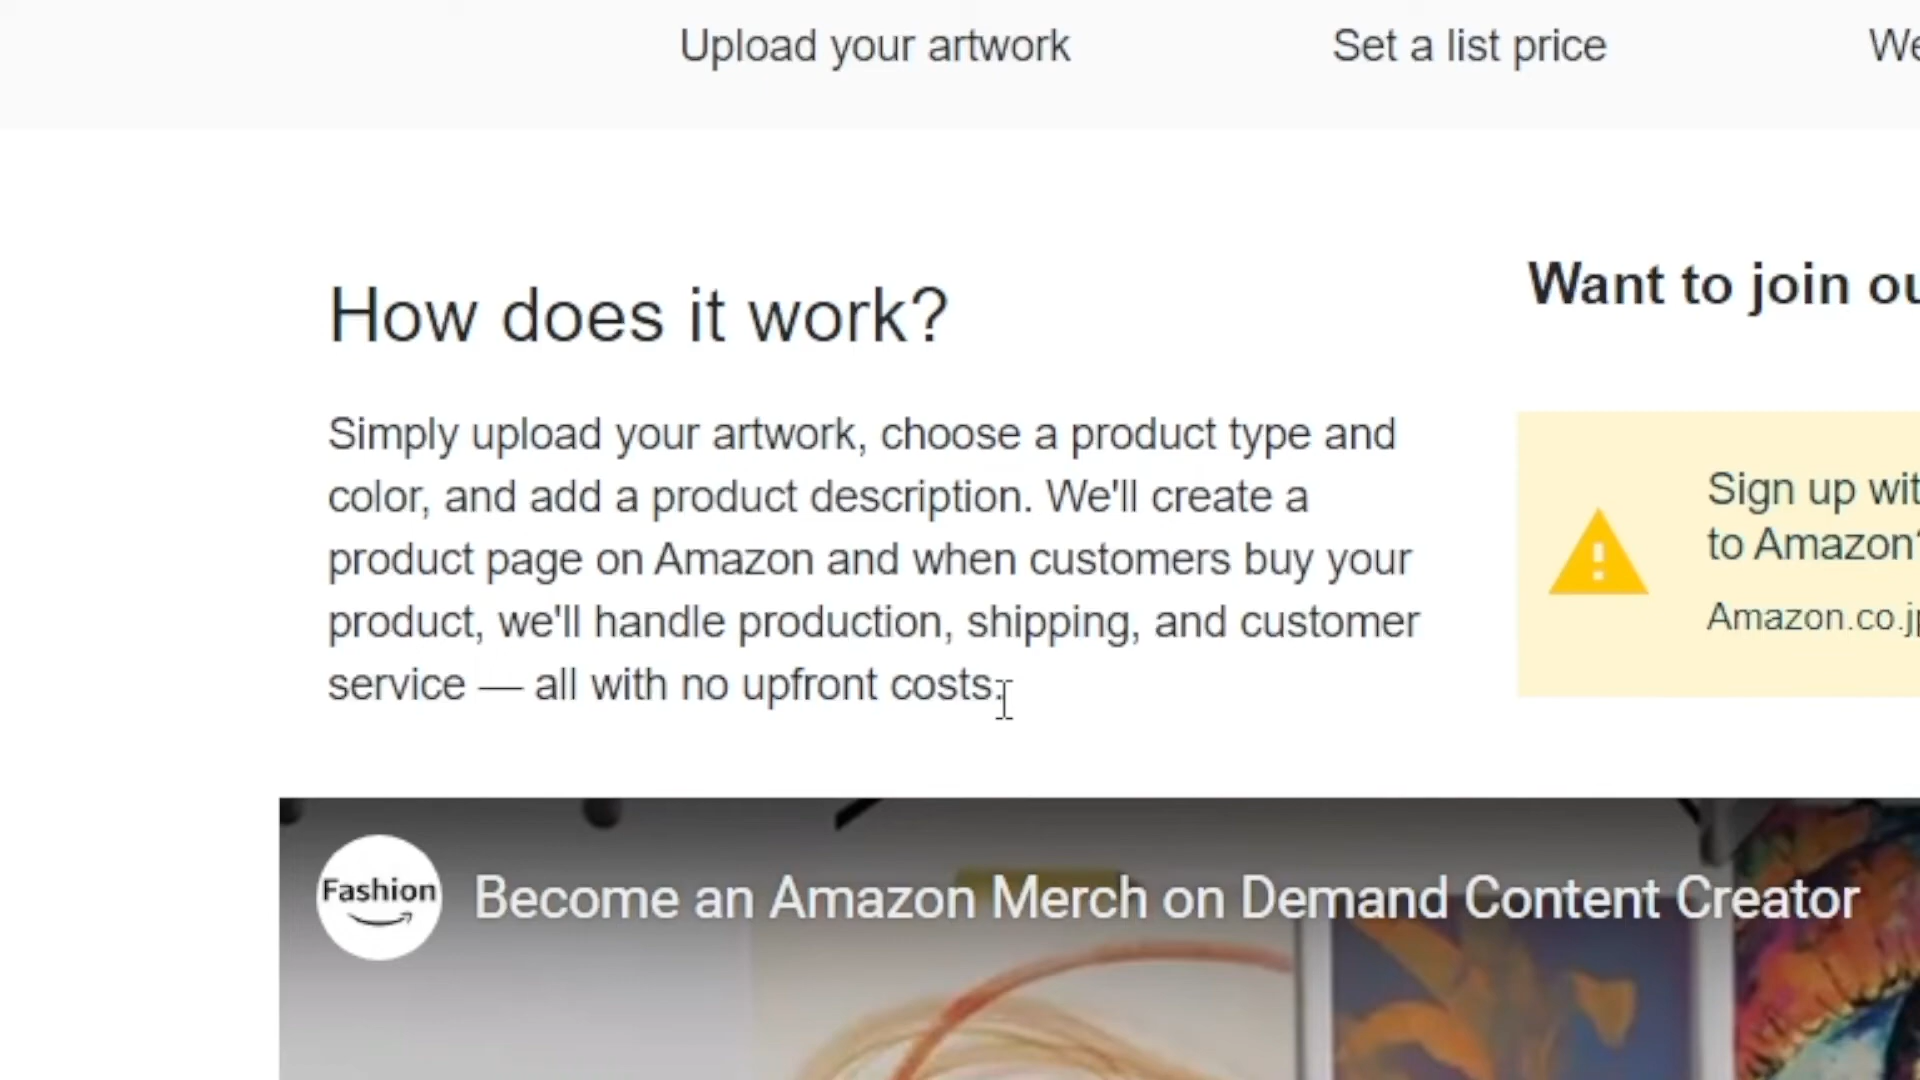 Upload your artwork
Set a list price
We
How does it work?
Simply upload your artwork, choose a product type and
color, and add a product description. We'll create a
product page on Amazon and when customers buy your
product, we'll handle production, shipping, and customer
service — all with no upfront costs.
Want to join ou
Sign up wit
to Amazon
Amazon.co.jp
Fashion
Become an Amazon Merch on Demand Content Creator